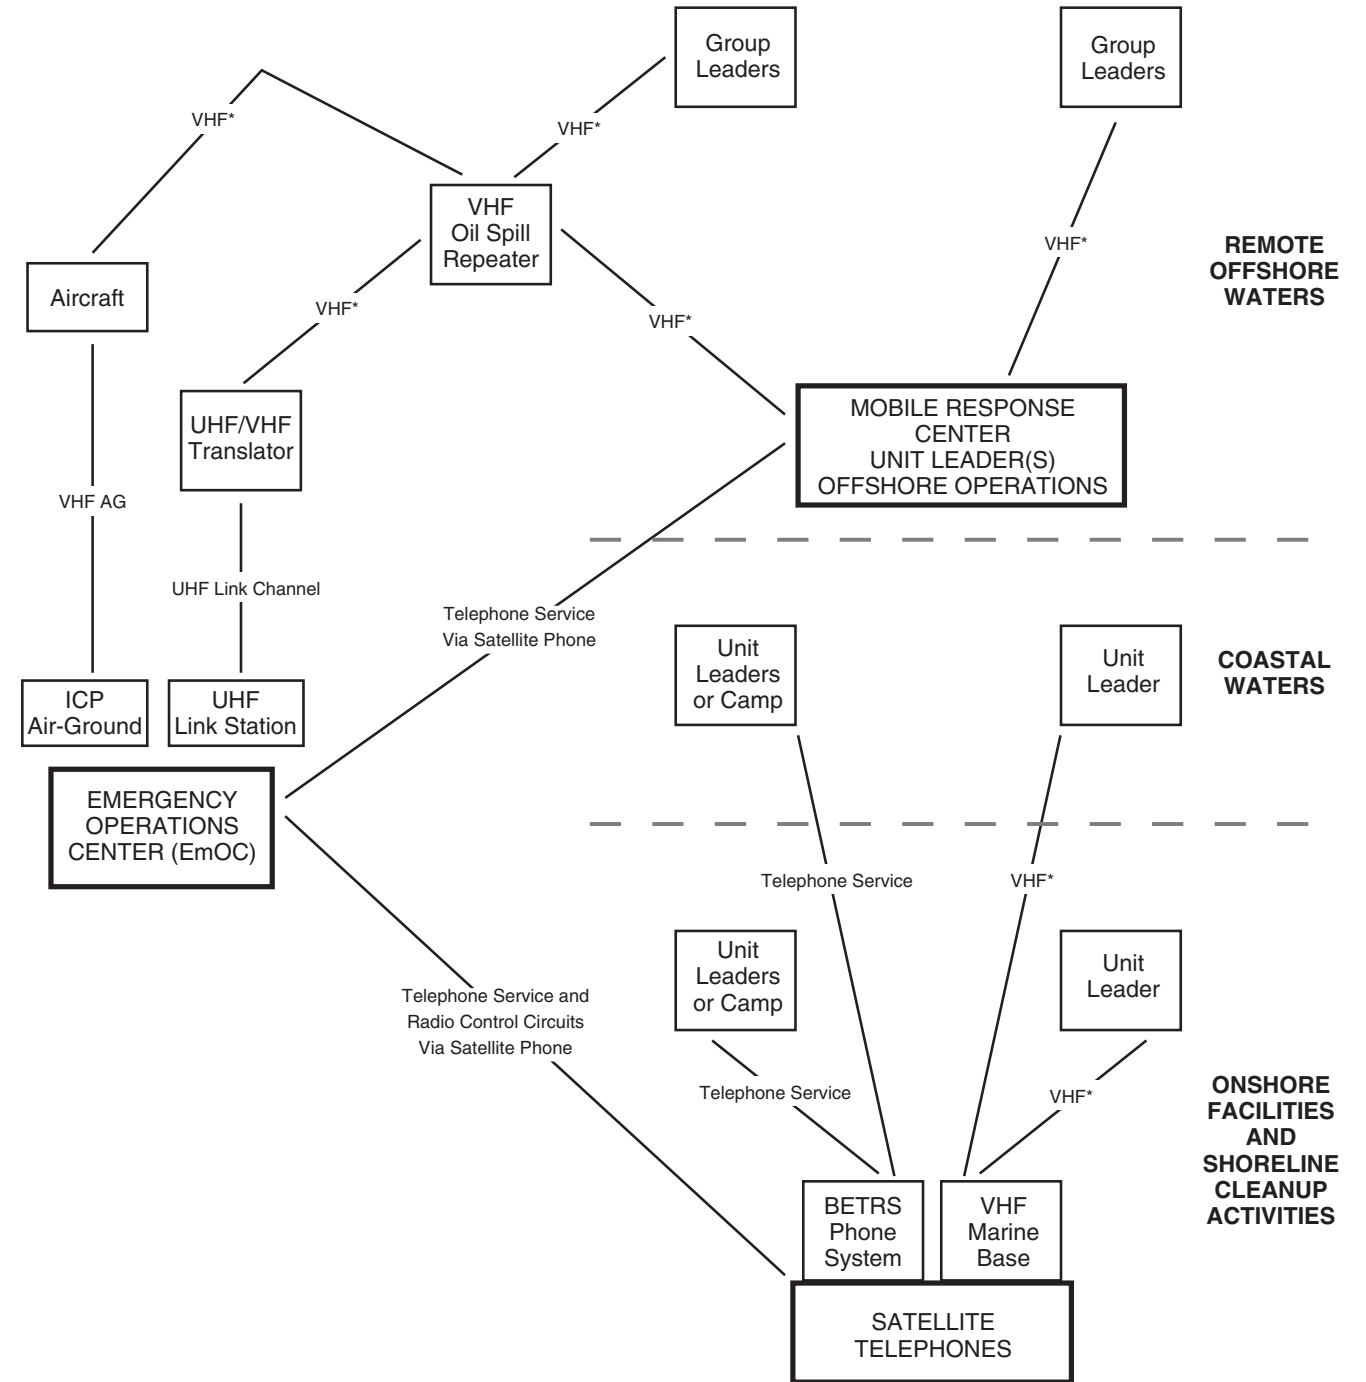 Group
Leaders
Group
Leaders
VHF*
VHF*
VHF
Oil Spill
Repeater
REMOTE
OFFSHORE
WATERS
VHF*
Aircraft
VHF*
VHF*
UHF/VHF
Translator
MOBILE RESPONSE
CENTER
UNIT LEADER(S)
OFFSHORE OPERATIONS
VHF AG
UHF Link Channel
Telephone Service
Via Satellite Phone
Unit
Leaders
or Camp
Unit
Leader
COASTAL
WATERS
ICP
Air-Ground
UHF
Link Station
EMERGENCY
OPERATIONS
CENTER (EmOC)
Telephone Service
VHF*
Unit
Leaders
or Camp
Unit
Leader
Telephone Service and
Radio Control Circuits
Via Satellite Phone
Telephone Service
VHF*
ONSHORE
FACILITIES
AND
SHORELINE
CLEANUP
ACTIVITIES
BETRS
Phone
System
VHF
Marine
Base
SATELLITE
TELEPHONES